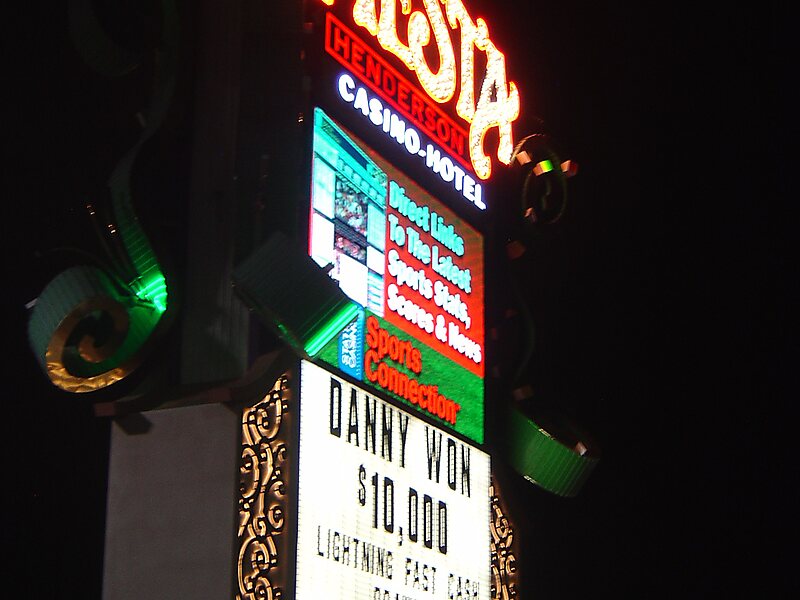 FIESTA
HENDERSON
CASINO-HOTEL
Direct Links
To The Latest
Sports Stats,
Scores & News
Sports
Connection
DANNY WON
$10,000
LIGHTNING FAST CASH